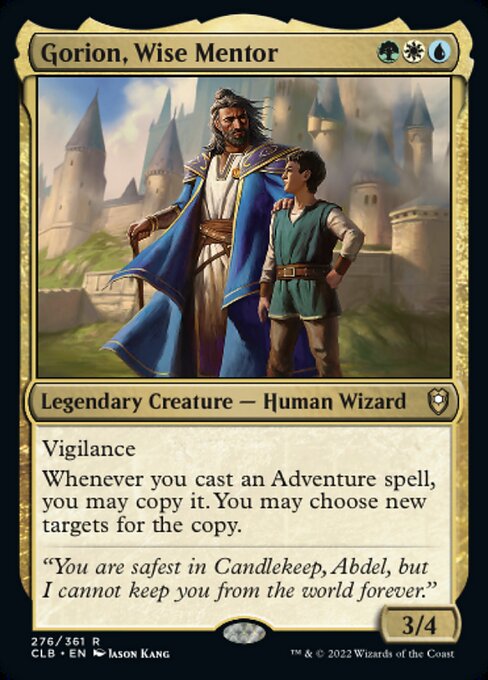 Gorion, Wise Mentor
Legendary Creature — Human Wizard
Vigilance
Whenever you cast an Adventure spell,
you may copy it. You may choose new
targets for the copy.
“You are safest in Candlekeep, Abdel, but
I cannot keep you from the world forever.”
3/4
276/361 R
CLB • EN Jason Kang
™ & © 2022 Wizards of the Coast